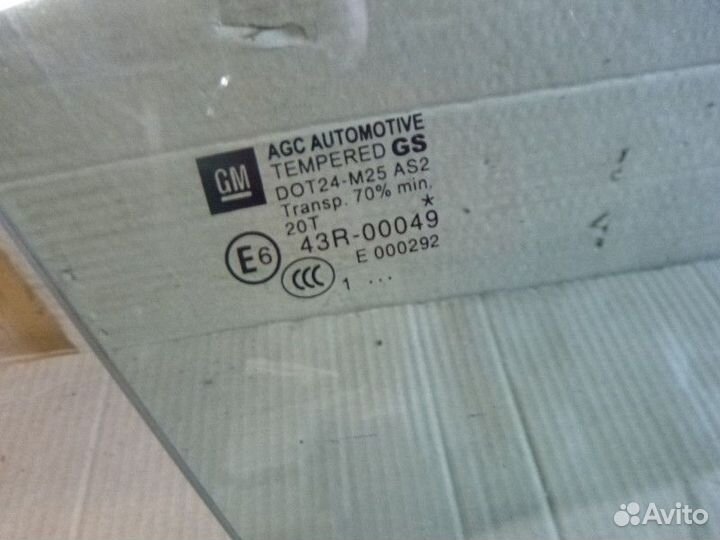 GM
AGC AUTOMOTIVE
TEMPERED GS
DOT24-M25 AS2
Transp. 70% min.
20T *
E6 43R-00049
E 000292
CCC 1 ...
Avito